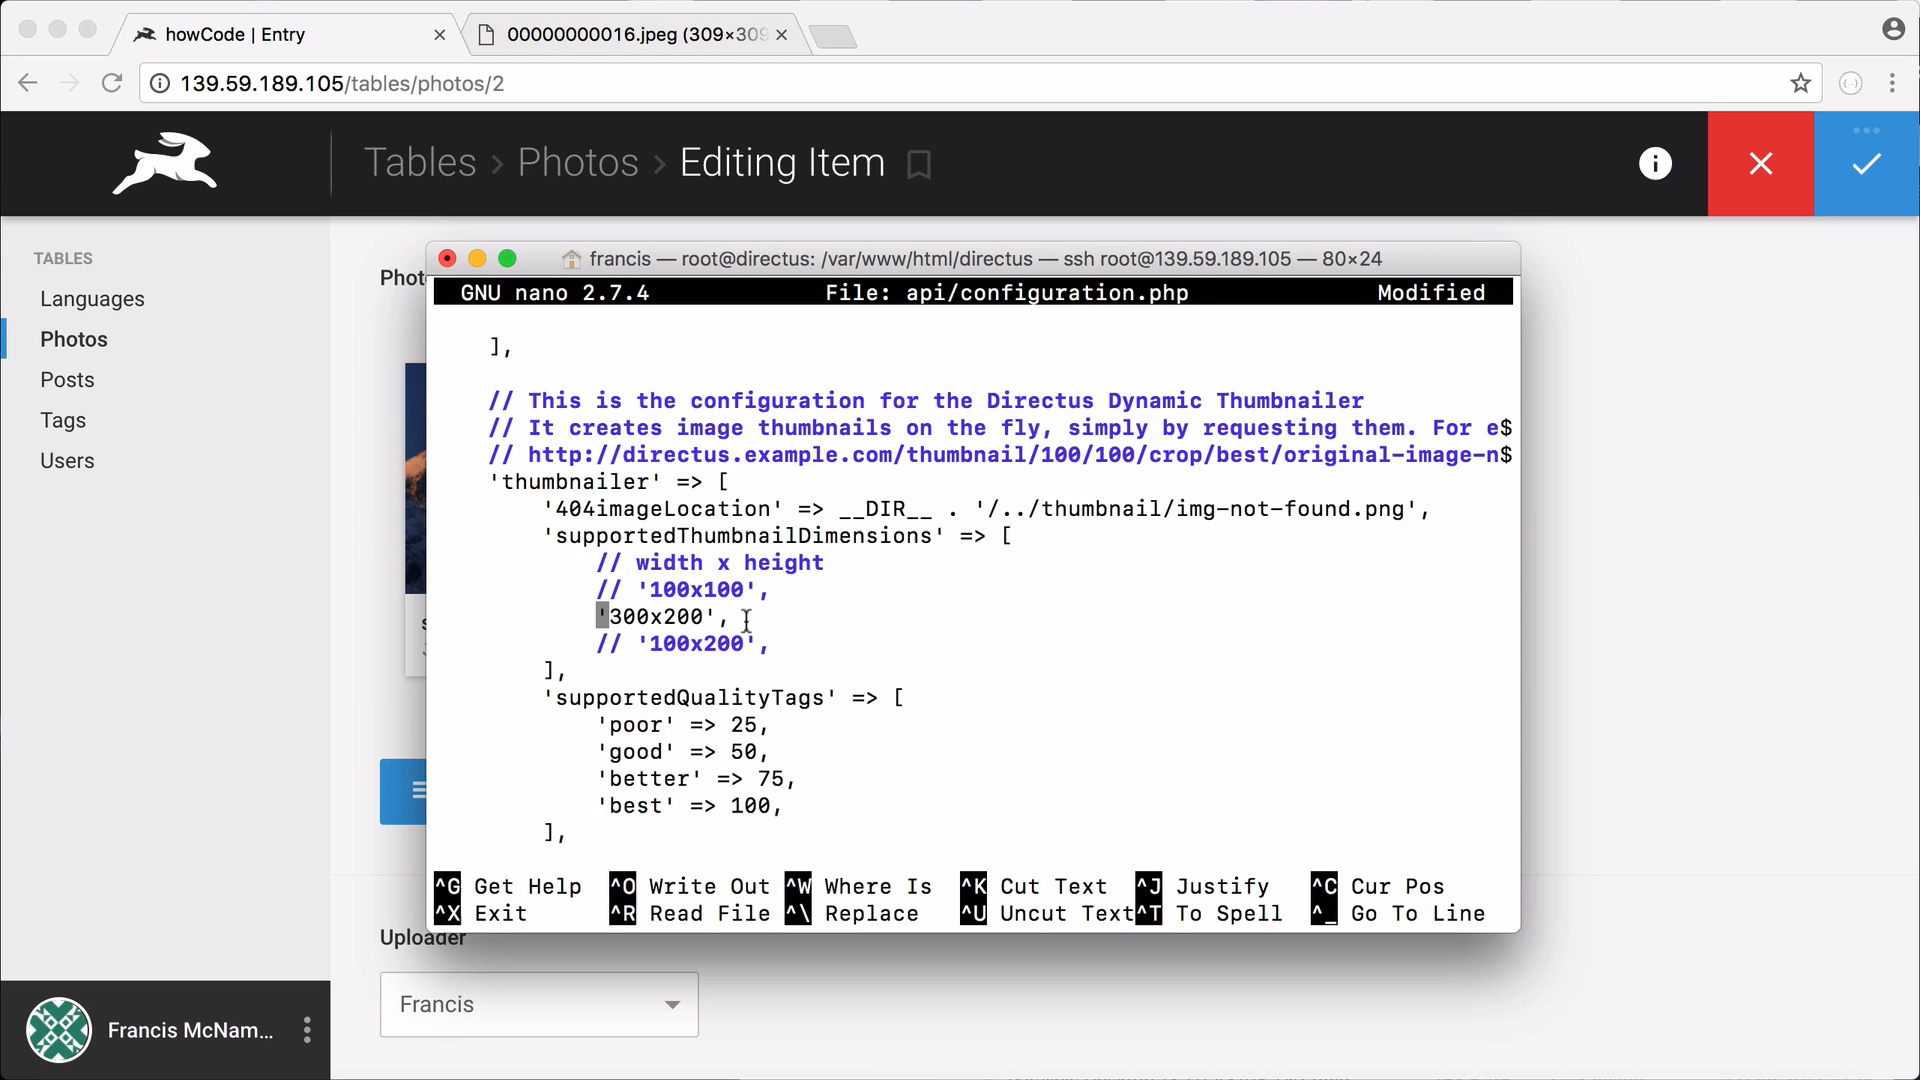 howCode | Entry
00000000016.jpeg (309×309
139.59.189.105/tables/photos/2
Tables > Photos > Editing Item
TABLES
Languages
Photos
Posts
Tags
Users
francis — root@directus: /var/www/html/directus — ssh root@139.59.189.105 — 80×24
GNU nano 2.7.4 File: api/configuration.php Modified
],
// This is the configuration for the Directus Dynamic Thumbnailer
// It creates image thumbnails on the fly, simply by requesting them. For e$
// http://directus.example.com/thumbnail/100/100/crop/best/original-image-n$
'thumbnailer' => [
'404imageLocation' => __DIR__ . '/../thumbnail/img-not-found.png',
'supportedThumbnailDimensions' => [
// width x height
// '100x100',
'300x200',
// '100x200',
],
'supportedQualityTags' => [
'poor' => 25,
'good' => 50,
'better' => 75,
'best' => 100,
],
^G Get Help ^O Write Out ^W Where Is ^K Cut Text ^J Justify ^C Cur Pos
^X Exit ^R Read File ^\ Replace ^U Uncut Text ^T To Spell ^_ Go To Line
Uploader
Francis
Francis McNam...